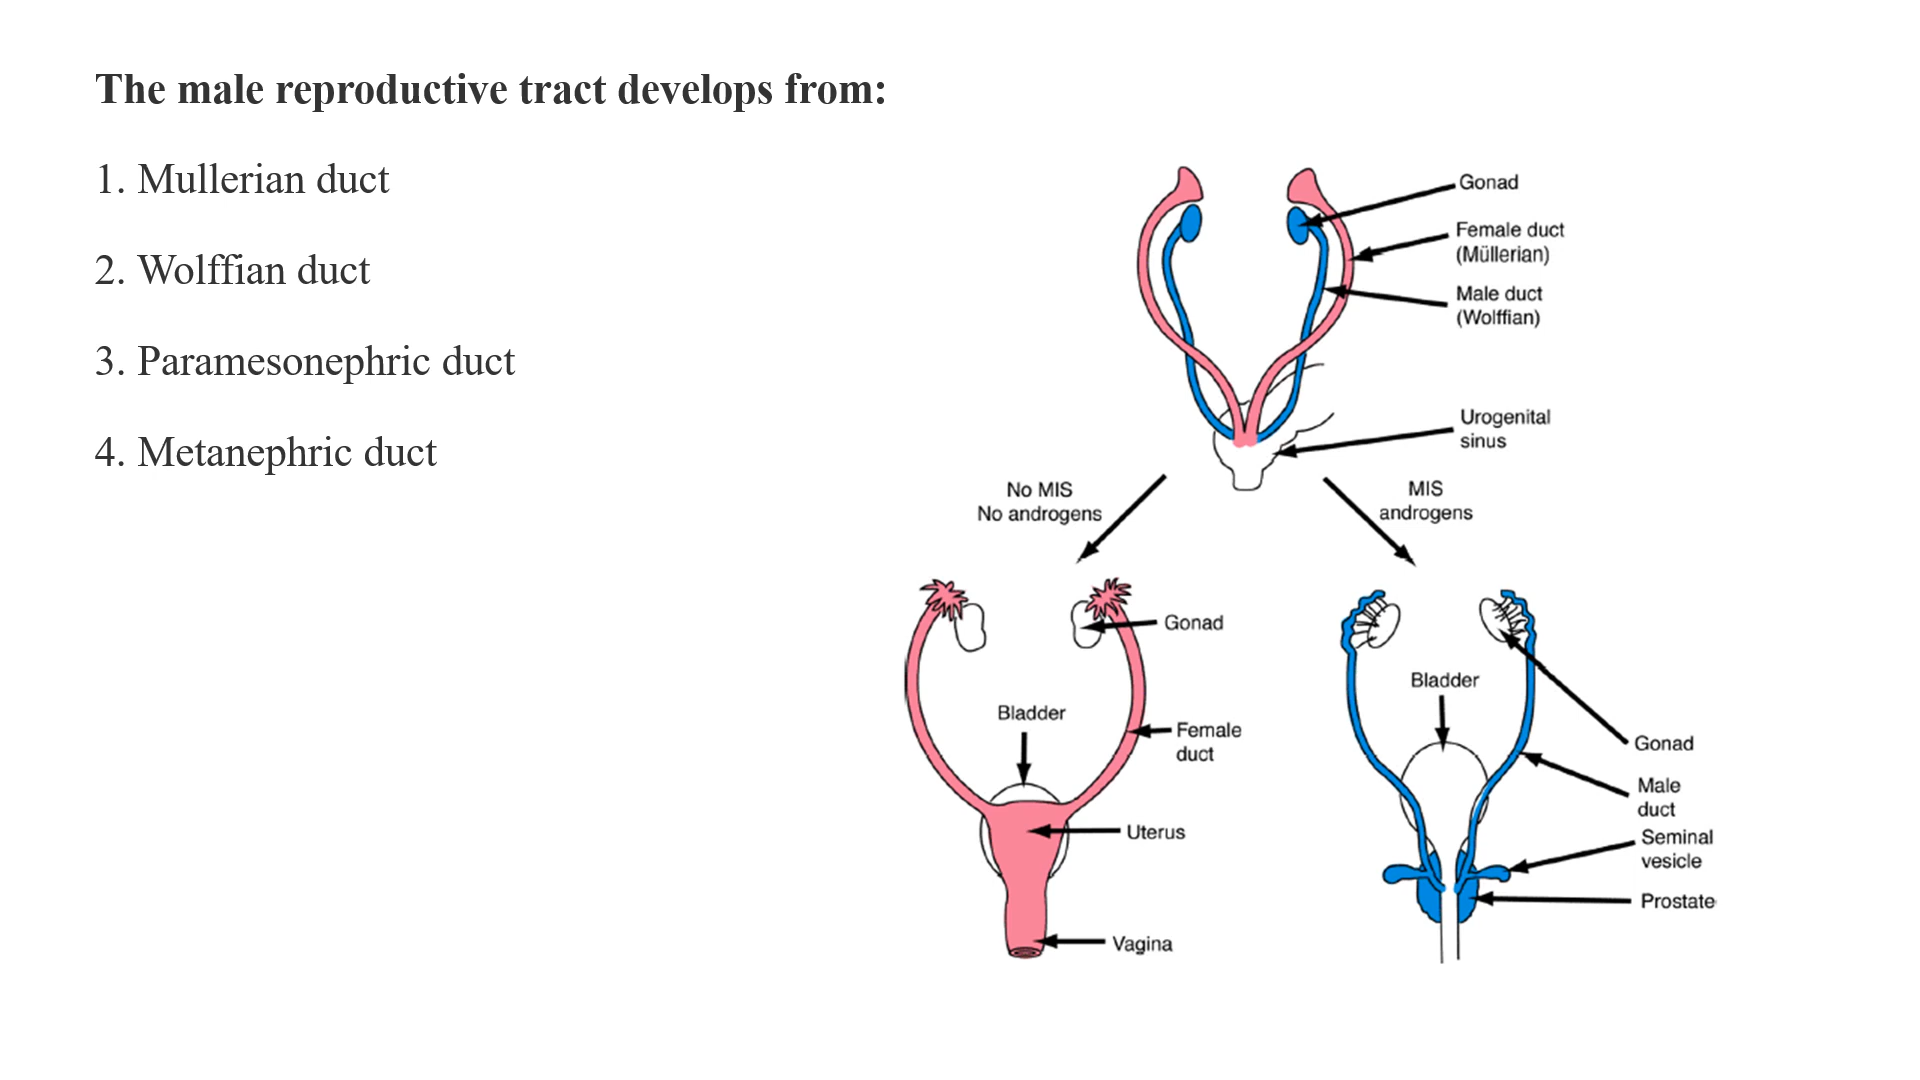 The male reproductive tract develops from:
1. Mullerian duct
2. Wolffian duct
3. Paramesonephric duct
4. Metanephric duct
Gonad
Female duct
(Müllerian)
Male duct
(Wolffian)
Urogenital
sinus
No MIS
No androgens
MIS
androgens
Gonad
Bladder
Female
duct
Uterus
Vagina
Bladder
Gonad
Male
duct
Seminal
vesicle
Prostate